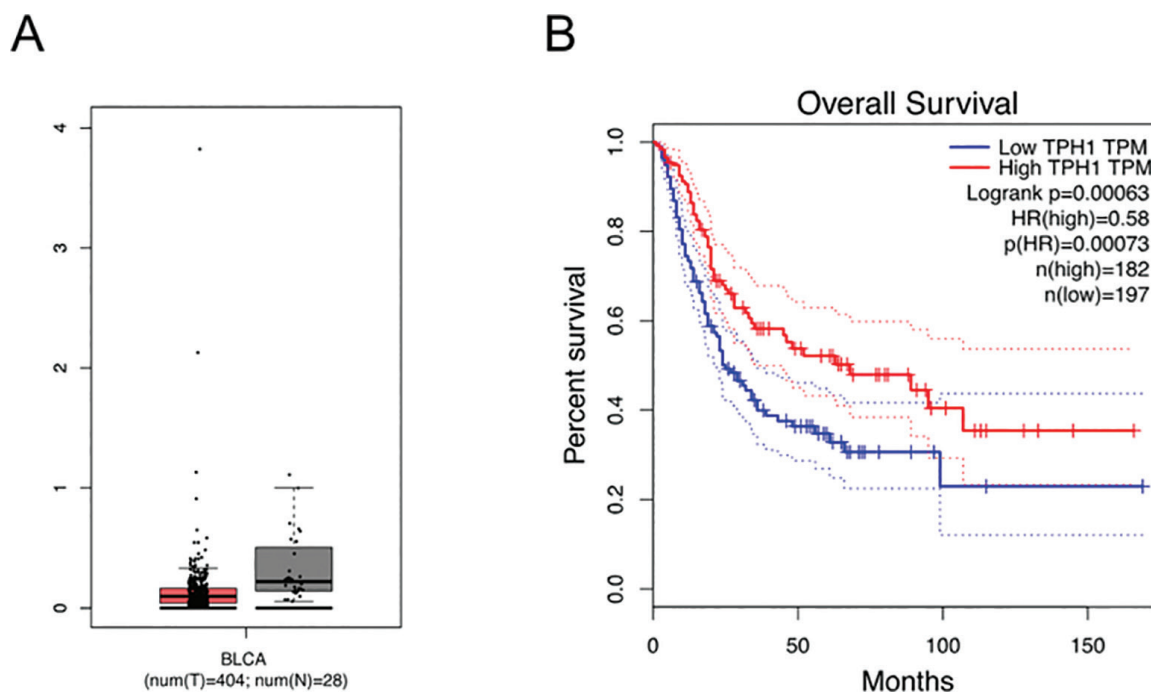 A
B
4
3
2
1
0
BLCA
(num(T)=404; num(N)=28)
Overall Survival
Low TPH1 TPM
High TPH1 TPM
Logrank p=0.00063
HR(high)=0.58
p(HR)=0.00073
n(high)=182
n(low)=197
Percent survival
1.0
0.8
0.6
0.4
0.2
0.0
0 50 100 150
Months